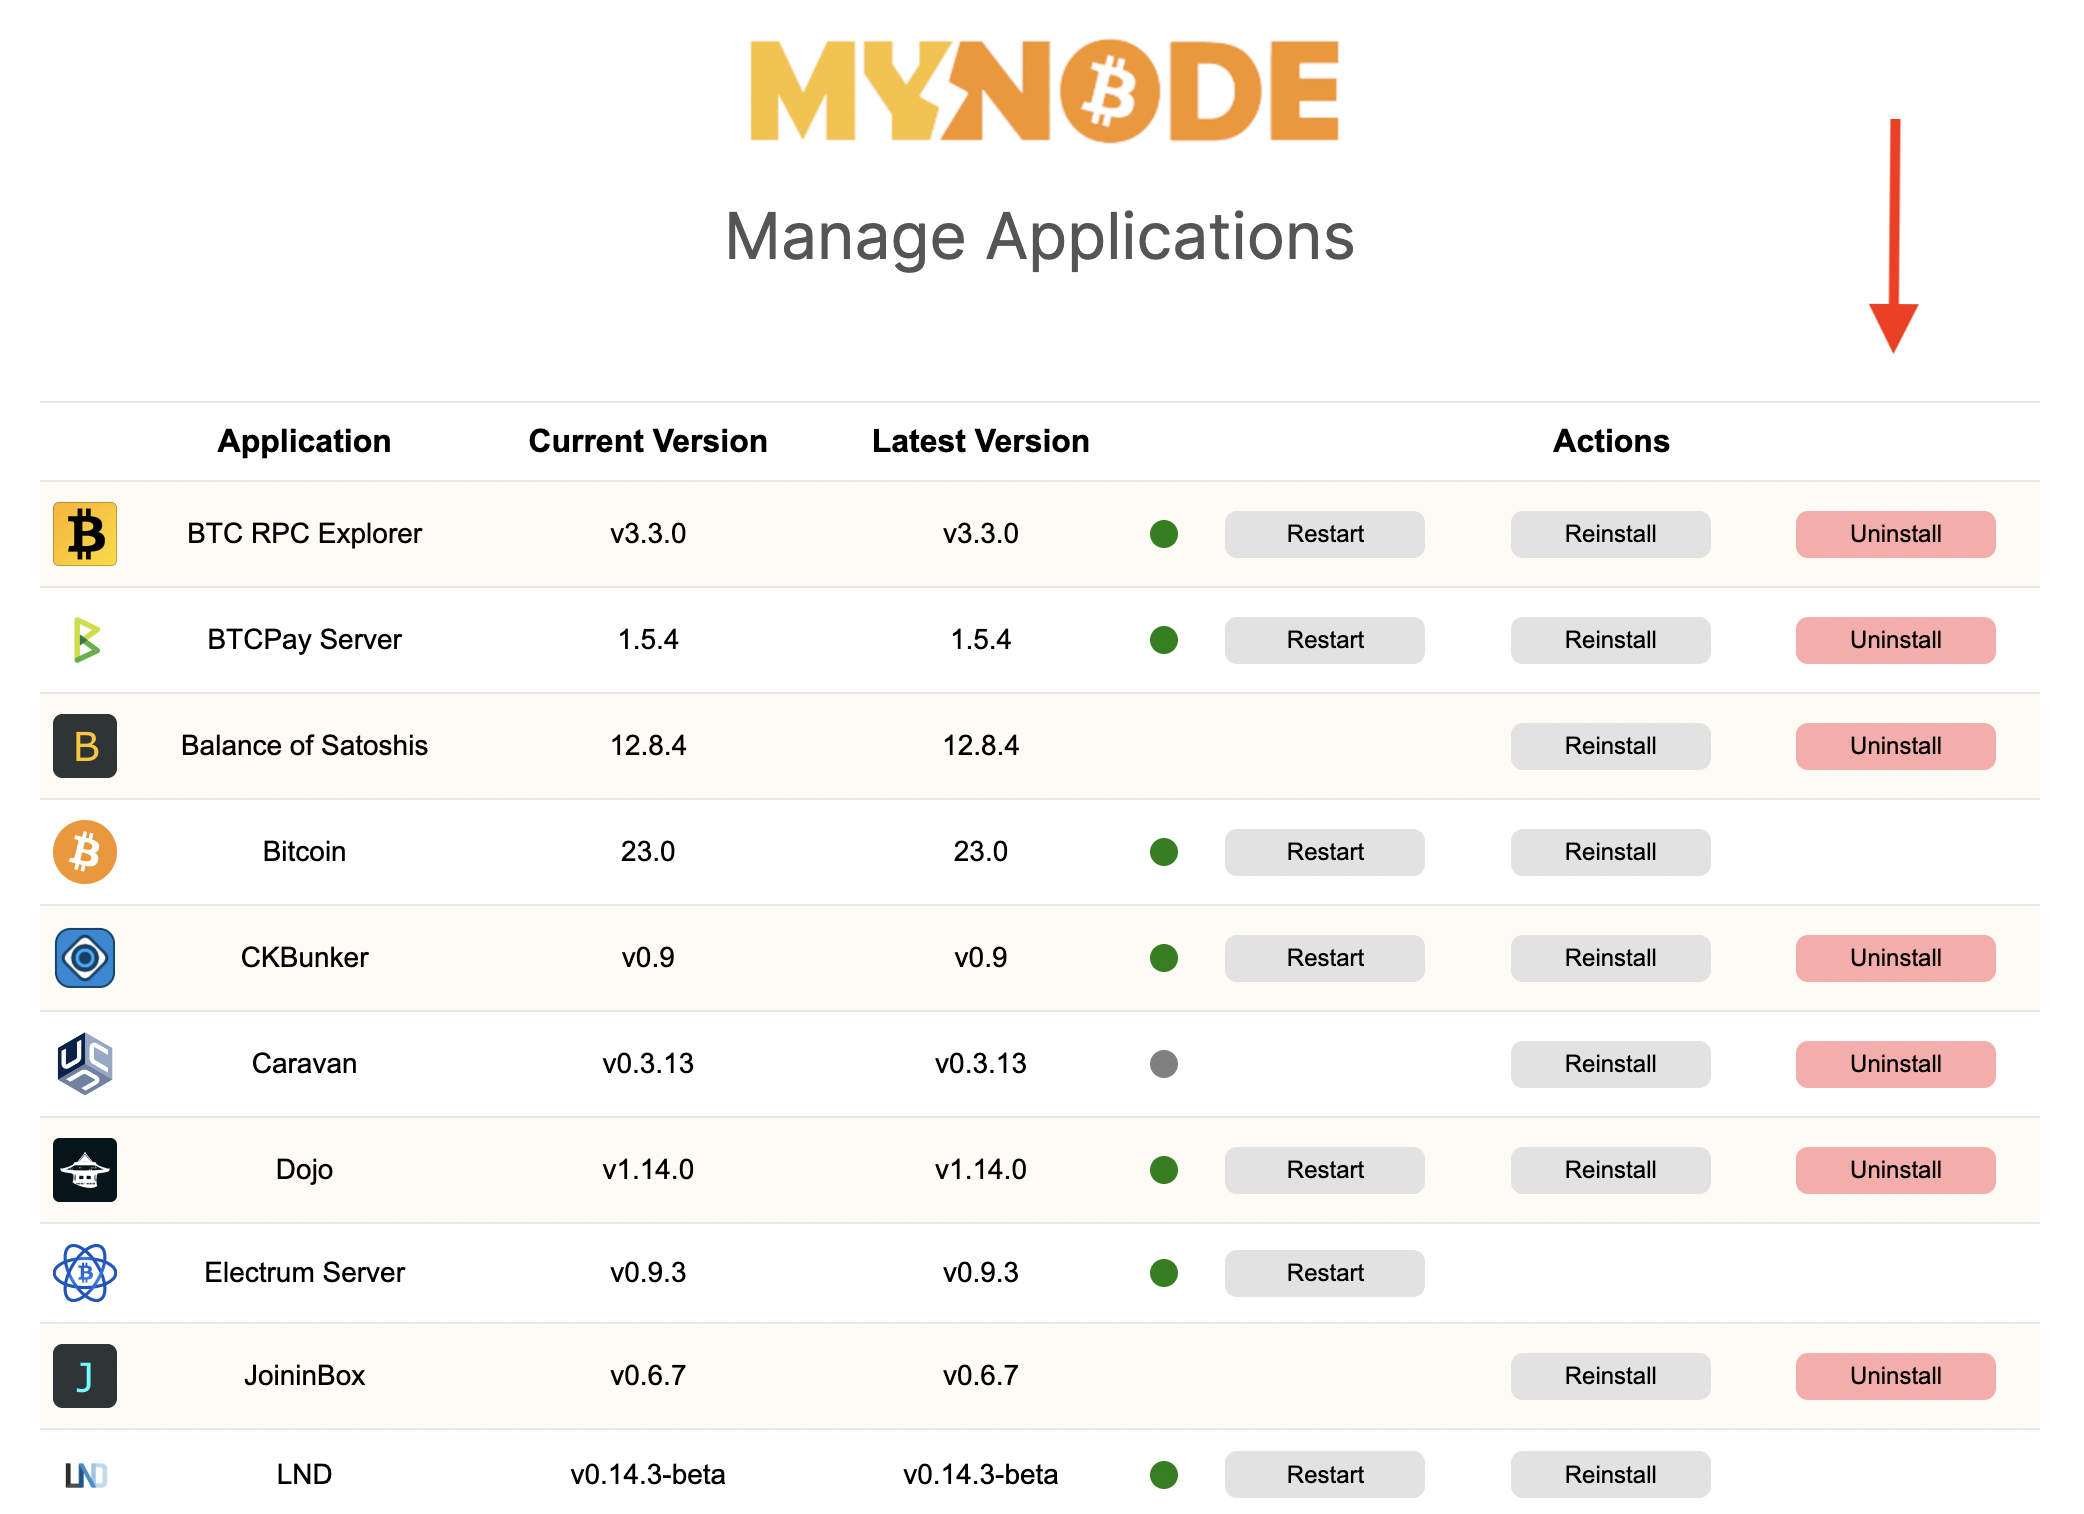 MYNODE
Manage Applications
Application Current Version Latest Version Actions
BTC RPC Explorer v3.3.0 v3.3.0 Restart Reinstall Uninstall
BTCPay Server 1.5.4 1.5.4 Restart Reinstall Uninstall
B Balance of Satoshis 12.8.4 12.8.4 Reinstall Uninstall
Bitcoin 23.0 23.0 Restart Reinstall
CKBunker v0.9 v0.9 Restart Reinstall Uninstall
Caravan v0.3.13 v0.3.13 Reinstall Uninstall
Dojo v1.14.0 v1.14.0 Restart Reinstall Uninstall
Electrum Server v0.9.3 v0.9.3 Restart
J JoininBox v0.6.7 v0.6.7 Reinstall Uninstall
LND LND v0.14.3-beta v0.14.3-beta Restart Reinstall